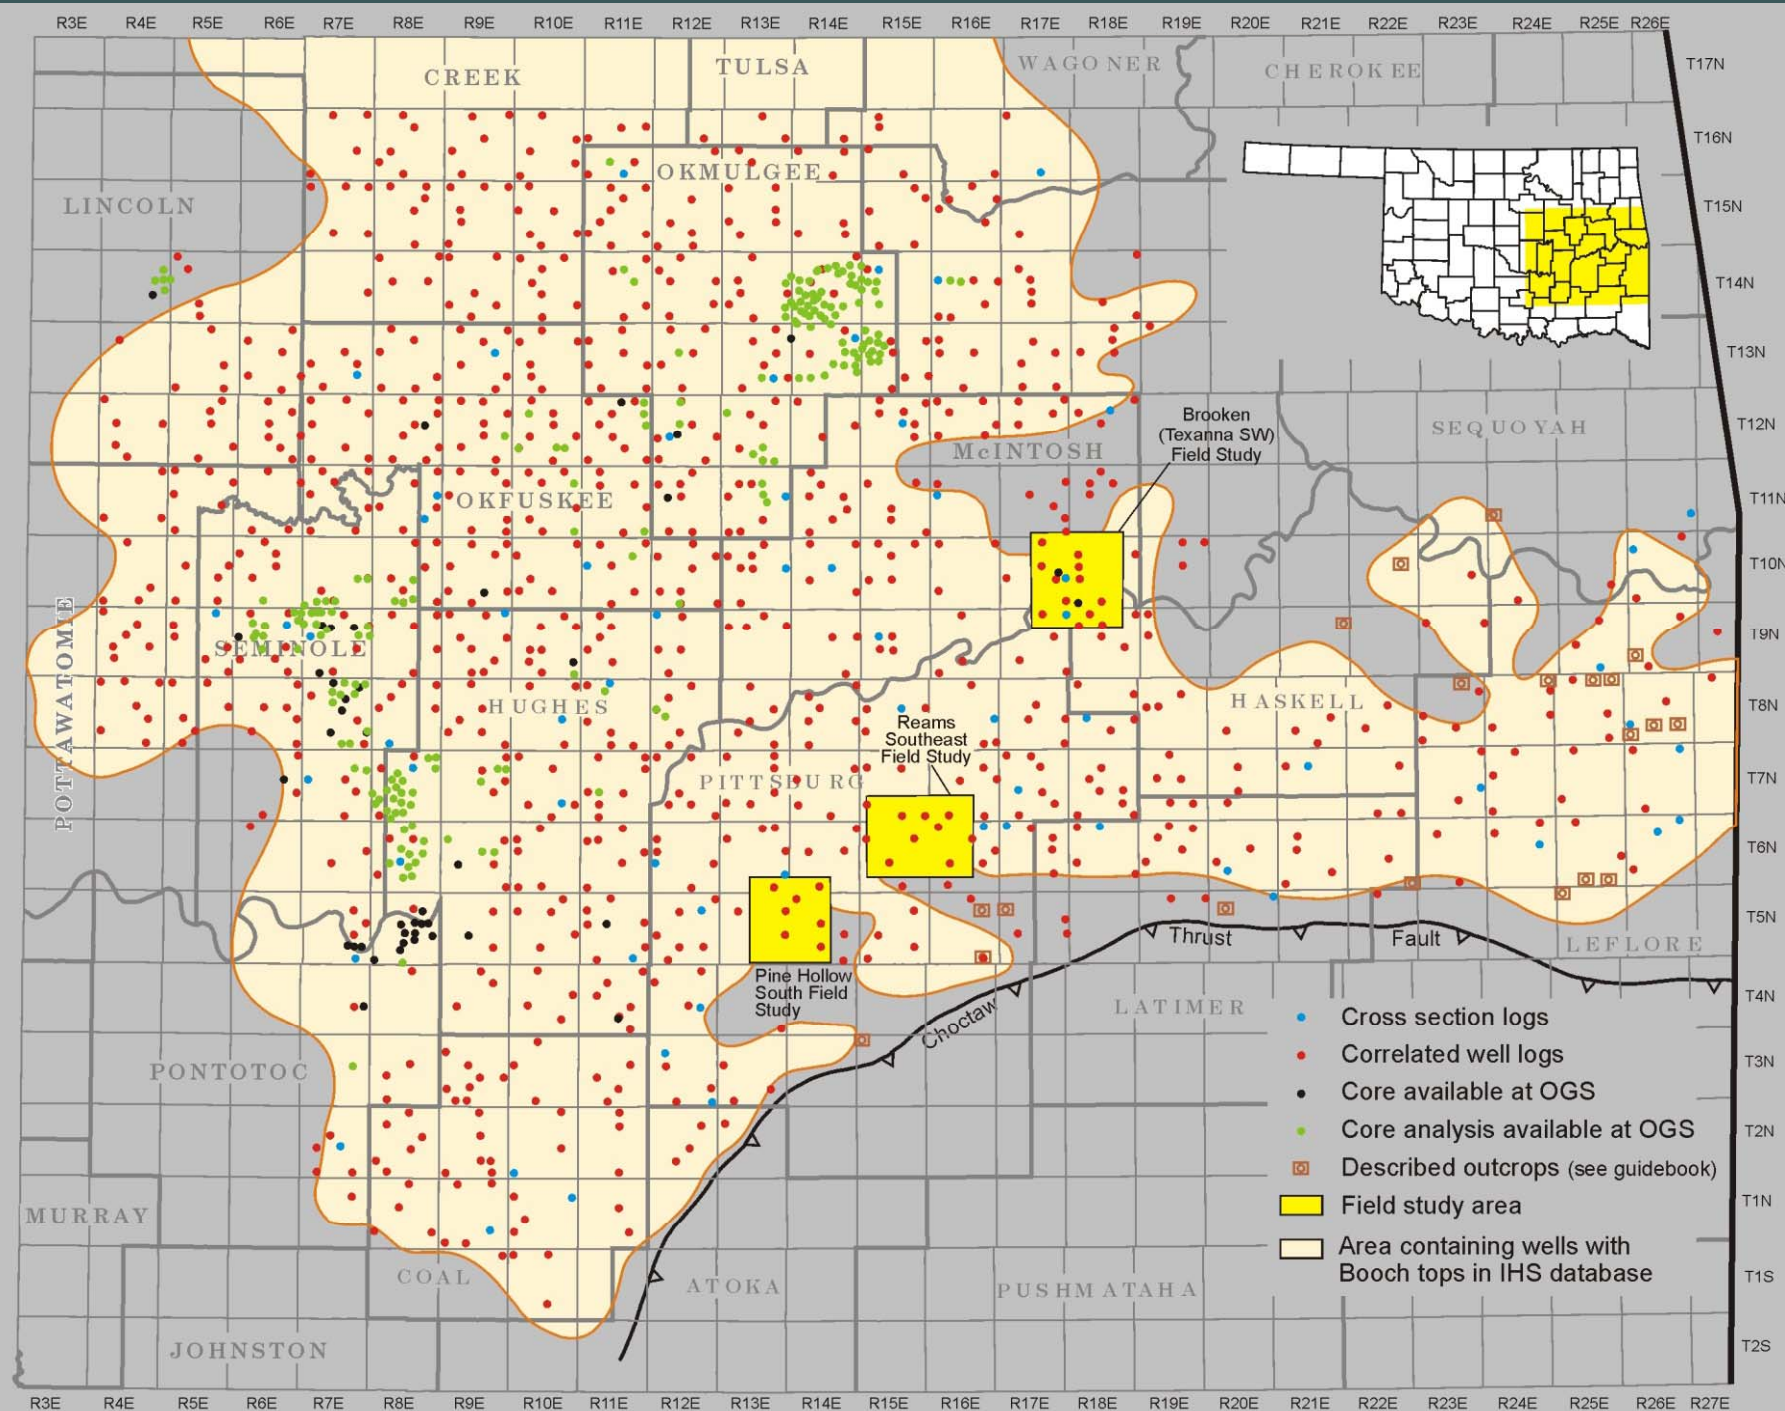 R3E R4E R5E R6E R7E R8E R9E R10E R11E R12E R13E R14E R15E R16E R17E R18E R19E R20E R21E R22E R23E R24E R25E R26E
WAGONER
CHEROKEE
T17N
CREEK
TULSA
T16N
OKMULGEE
LINCOLN
T15N
T14N
T13N
Brooken
(Texanna SW)
Field Study
T12N
SEQUOYAH
McINTOSH
OKFUSKEE
T11N
T10N
POTTAWATOMIE
SEMINOLE
T9N
HUGHES
HASKELL
T8N
Reams
Southeast
Field Study
PITTSBURG
T7N
T6N
T5N
Thrust
Fault
LEFLORE
Pine Hollow
South Field
Study
T4N
LATIMER
Choctaw
Cross section logs
Correlated well logs
T3N
PONTOTOC
Core available at OGS
Core analysis available at OGS
T2N
Described outcrops (see guidebook)
T1N
MURRAY
Field study area
Area containing wells with
Booch tops in IHS database
T1S
COAL
ATOKA
PUSHMATAHA
JOHNSTON
T2S
R3E R4E R5E R6E R7E R8E R9E R10E R11E R12E R13E R14E R15E R16E R17E R18E R19E R20E R21E R22E R23E R24E R25E R26E R27E